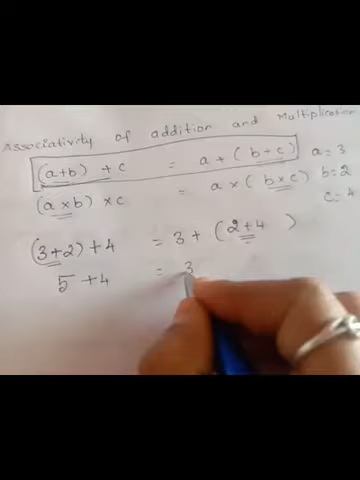 Associativity of addition and Multiplication
(a+b) + c = a + (b+c) a=3
(a×b) ×c = a × (b×c) b=2
c=4
(3+2)+4 = 3 + (2+4)
5 +4 = 3